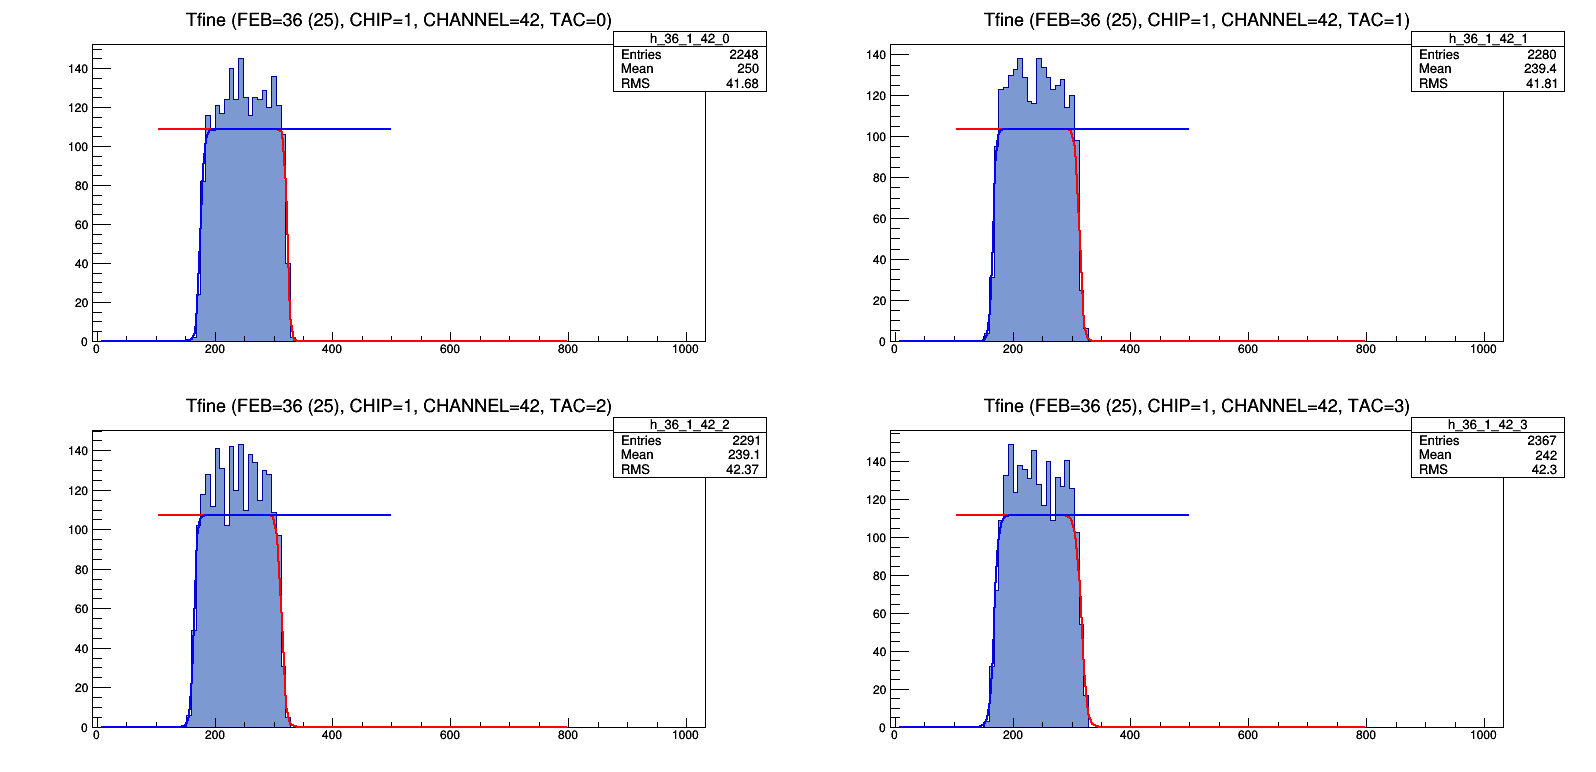 Tfine (FEB=36 (25), CHIP=1, CHANNEL=42, TAC=0)
h_36_1_42_0
Entries 2248
Mean 250
RMS 41.68
140
120
100
80
60
40
20
0
0 200 400 600 800 1000
Tfine (FEB=36 (25), CHIP=1, CHANNEL=42, TAC=1)
h_36_1_42_1
Entries 2280
Mean 239.4
RMS 41.81
140
120
100
80
60
40
20
0
0 200 400 600 800 1000
Tfine (FEB=36 (25), CHIP=1, CHANNEL=42, TAC=2)
h_36_1_42_2
Entries 2291
Mean 239.1
RMS 42.37
140
120
100
80
60
40
20
0
0 200 400 600 800 1000
Tfine (FEB=36 (25), CHIP=1, CHANNEL=42, TAC=3)
h_36_1_42_3
Entries 2367
Mean 242
RMS 42.3
140
120
100
80
60
40
20
0
0 200 400 600 800 1000